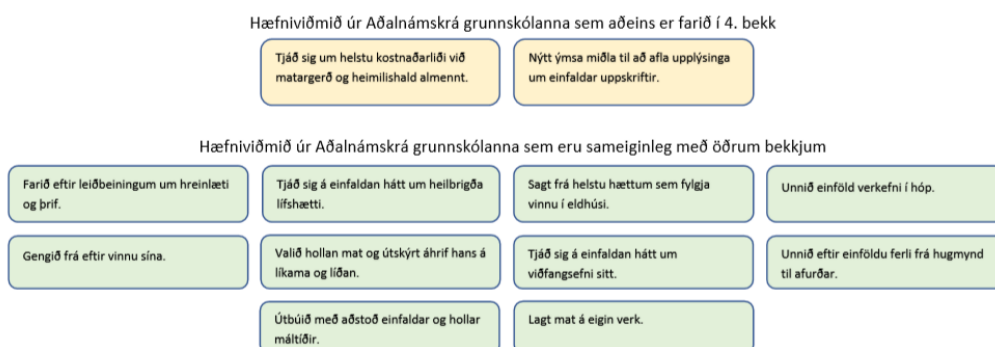 Hæfniviðmið úr Aðalnámskrá grunnskólanna sem aðeins er farið í 4. bekk
Tjáð sig um helstu kostnaðarliði við
matargerð og heimilishald almennt.
Nýtt ýmsa miðla til að afla upplýsinga
um einfaldar uppskriftir.
Hæfniviðmið úr Aðalnámskrá grunnskólanna sem eru sameiginleg með öðrum bekkjum
Farið eftir leiðbeiningum um hreinlæti
og þrif.
Tjáð sig á einfaldan hátt um heilbrigða
lífshætti.
Sagt frá helstu hættum sem fylgja
vinnu í eldhúsi.
Unnið einföld verkefni í hóp.
Gengið frá eftir vinnu sína.
Valið hollan mat og útskýrt áhrif hans á
líkama og líðan.
Tjáð sig á einfaldan hátt um
viðfangsefni sitt.
Unnið eftir einföldu ferli frá hugmynd
til afurðar.
Útbúið með aðstoð einfaldar og hollar
máltíðir.
Lagt mat á eigin verk.